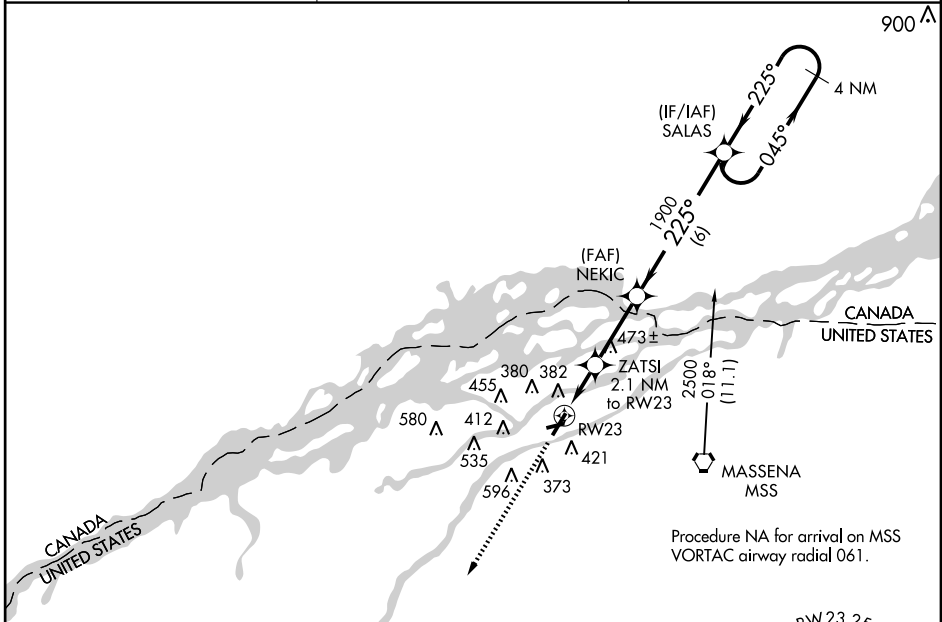 900
225°
4 NM
(IF/IAF)
SALAS
045°
1900
225°
(6)
(FAF)
NEKIC
CANADA
UNITED STATES
473±
ZATSI
2.1 NM
to RW23
2500
018°
(11.1)
380
382
455
580
412
RW23
535
421
596
373
MASSENA
MSS
CANADA
UNITED STATES
Procedure NA for arrival on MSS
VORTAC airway radial 061.